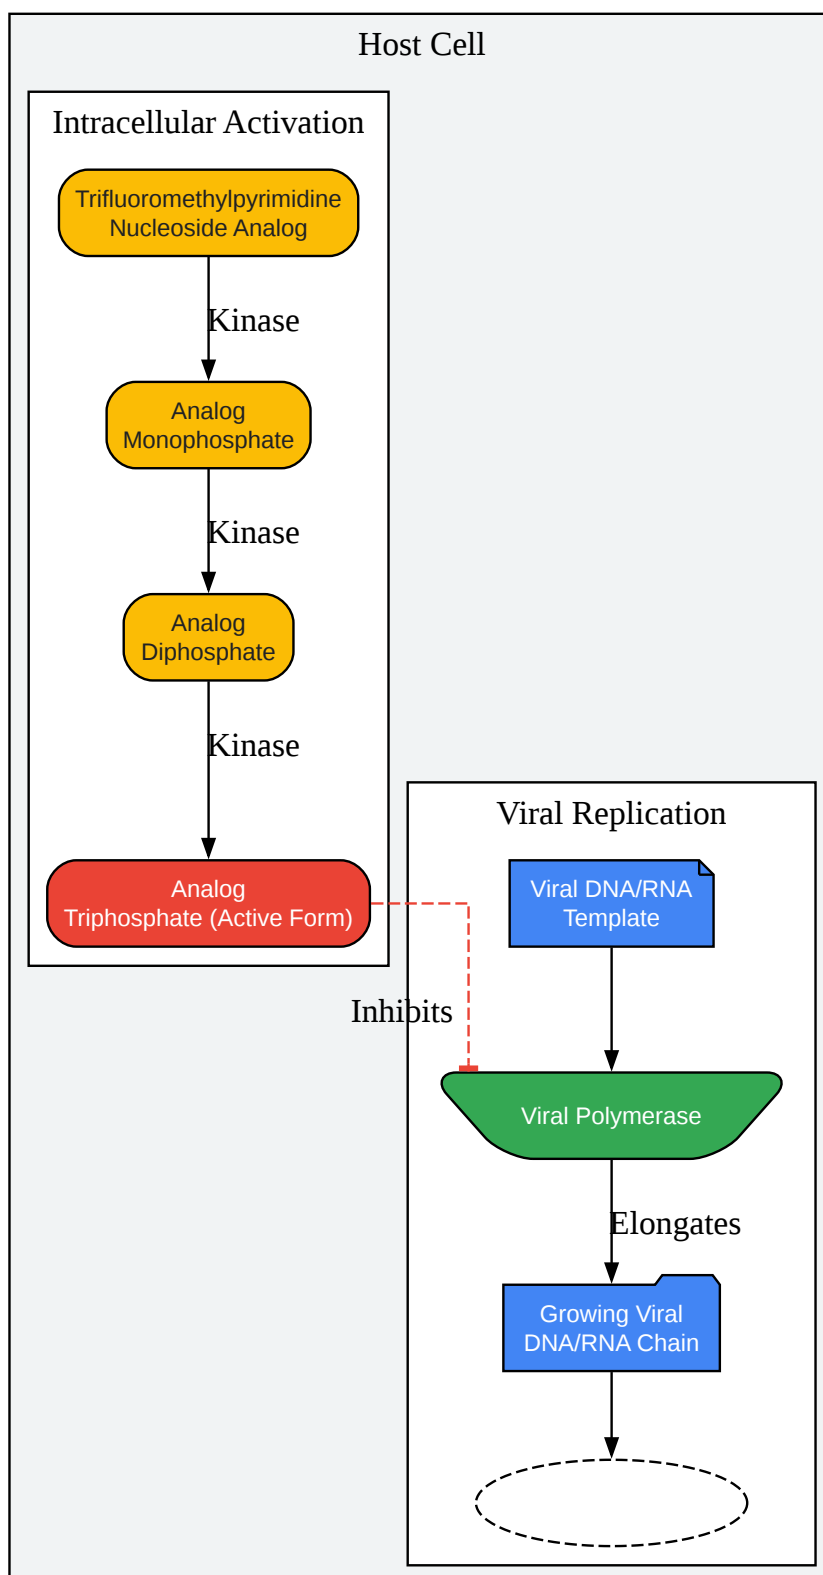 Host Cell
Intracellular Activation
Trifluoromethylpyrimidine
Nucleoside Analog
Kinase
Analog
Monophosphate
Kinase
Analog
Diphosphate
Kinase
Analog
Triphosphate (Active Form)
Inhibits
Viral Replication
Viral DNA/RNA
Template
Viral Polymerase
Elongates
Growing Viral
DNA/RNA Chain